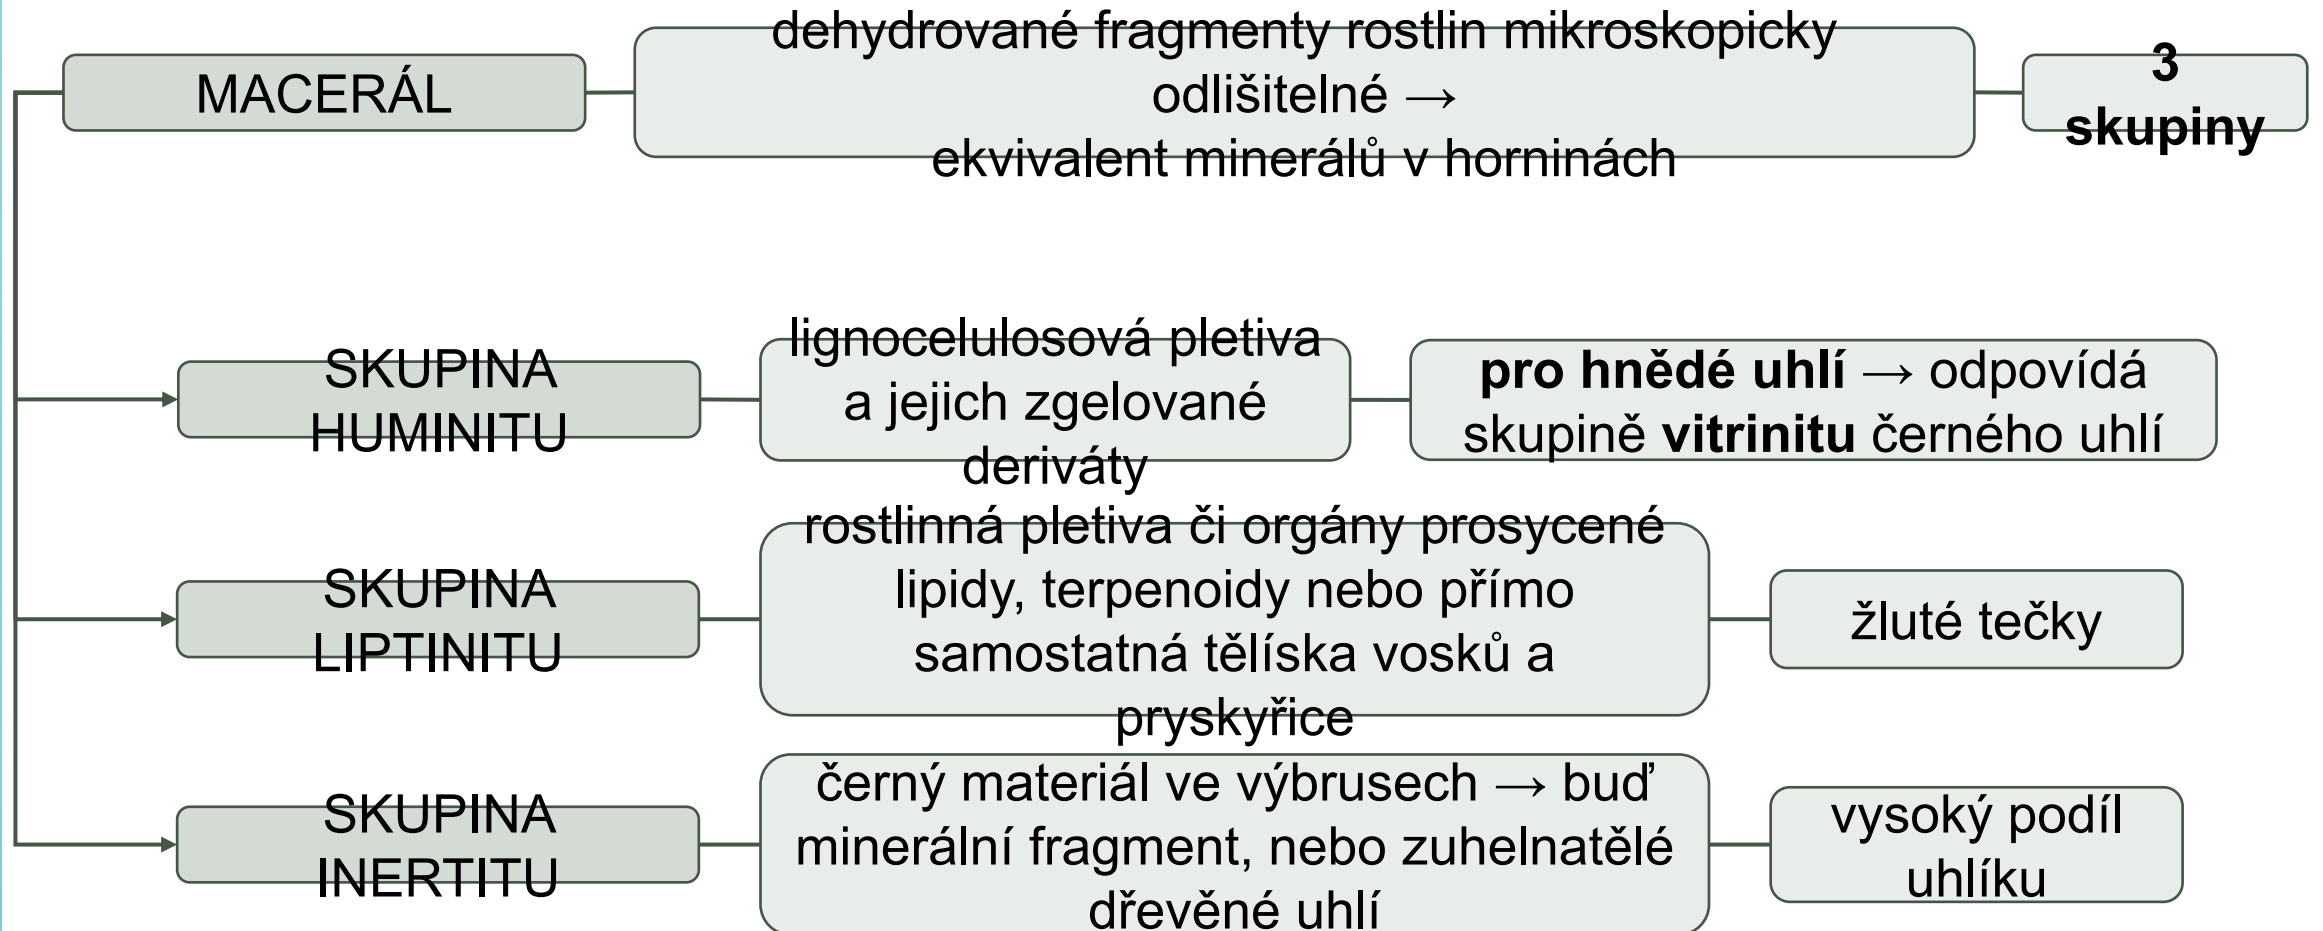 MACERÁL
dehydrované fragmenty rostlin mikroskopicky
odlišitelné →
ekvivalent minerálů v horninách
3
skupiny
SKUPINA
HUMINITU
lignocelulosová pletiva
a jejich zgelované
deriváty
pro hnědé uhlí → odpovídá
skupině vitrinitu černého uhlí
SKUPINA
LIPTINITU
rostlinná pletiva či orgány prosycené
lipidy, terpenoidy nebo přímo
samostatná tělíska vosků a
pryskyřice
žluté tečky
SKUPINA
INERTITU
černý materiál ve výbrusech → buď
minerální fragment, nebo zuhelnatělé
dřevěné uhlí
vysoký podíl
uhlíku